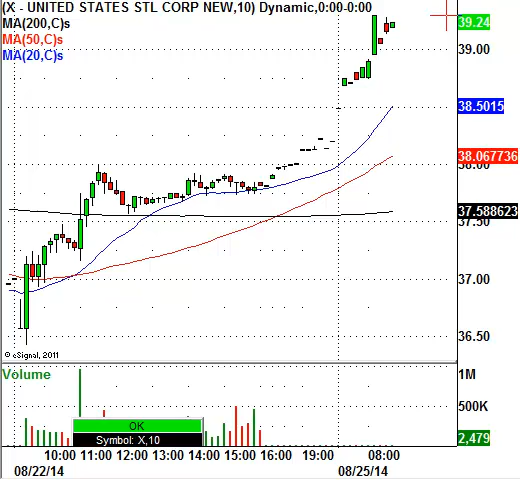 (X - UNITED STATES STL CORP NEW,10) Dynamic,0:00-0:00
MA(200,C)s
MA(50,C)s
MA(20,C)s
39.24
39.00
38.5015
38.067736
37.588623
37.50
37.00
36.50
© eSignal, 2011
Volume
1M
500K
2,479
OK
Symbol: X,10
10:00 11:00 12:00 13:00 14:00 15:00 16:00 19:00 08:00
08/22/14 08/25/14